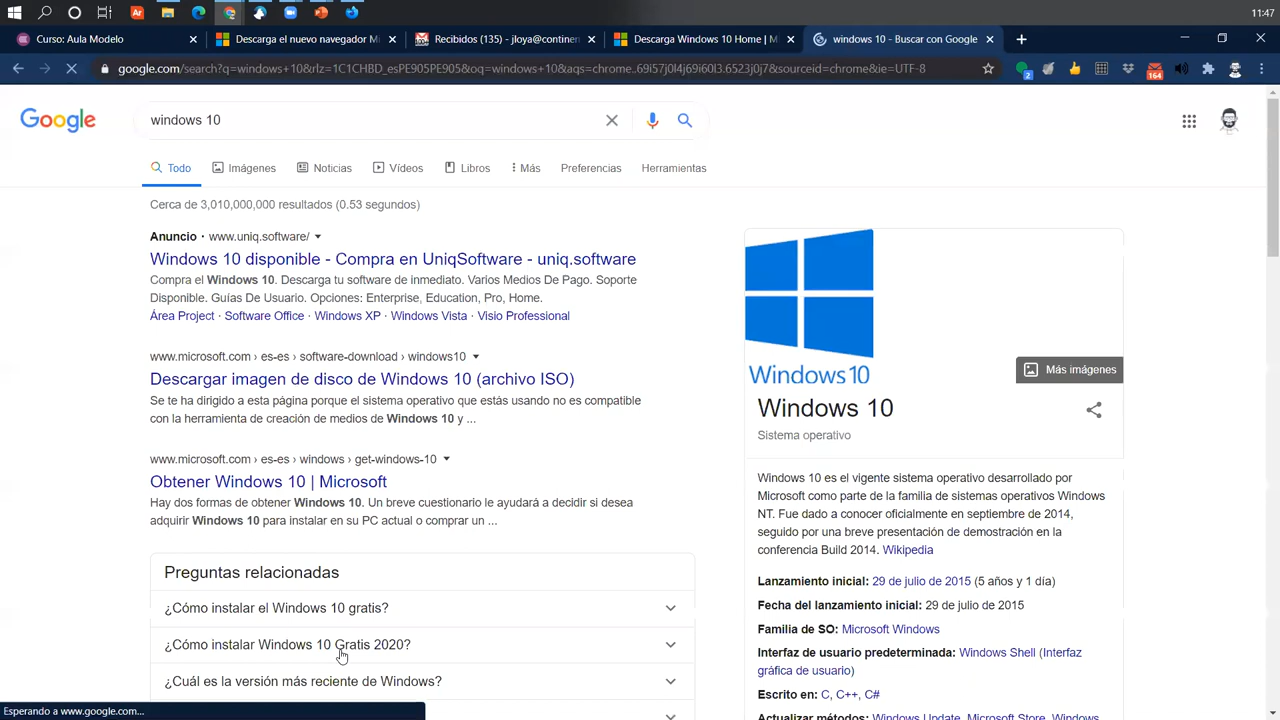 11:47
Curso: Aula Modelo
Descarga el nuevo navegador Mi
Recibidos (135) - jloya@continen
Descarga Windows 10 Home | M
windows 10 - Buscar con Google
google.com/search?q=windows+10&rlz=1C1CHBD_esPE905PE905&oq=windows+10&aqs=chrome..69i57j0l4j69i60l3.6523j0j7&sourceid=chrome&ie=UTF-8
2
164
Google
windows 10
Todo
Imágenes
Noticias
Vídeos
Libros
Más
Preferencias
Herramientas
Cerca de 3,010,000,000 resultados (0.53 segundos)
Anuncio · www.uniq.software/
Windows 10 disponible - Compra en UniqSoftware - uniq.software
Compra el Windows 10. Descarga tu software de inmediato. Varios Medios De Pago. Soporte
Disponible. Guías De Usuario. Opciones: Enterprise, Education, Pro, Home.
Área Project · Software Office · Windows XP · Windows Vista · Visio Professional
www.microsoft.com › es-es › software-download › windows10
Descargar imagen de disco de Windows 10 (archivo ISO)
Se te ha dirigido a esta página porque el sistema operativo que estás usando no es compatible
con la herramienta de creación de medios de Windows 10 y ...
www.microsoft.com › es-es › windows › get-windows-10
Obtener Windows 10 | Microsoft
Hay dos formas de obtener Windows 10. Un breve cuestionario le ayudará a decidir si desea
adquirir Windows 10 para instalar en su PC actual o comprar un ...
Preguntas relacionadas
¿Cómo instalar el Windows 10 gratis?
¿Cómo instalar Windows 10 Gratis 2020?
¿Cuál es la versión más reciente de Windows?
Esperando a www.google.com...
Windows10
Más imágenes
Windows 10
Sistema operativo
Windows 10 es el vigente sistema operativo desarrollado por
Microsoft como parte de la familia de sistemas operativos Windows
NT. Fue dado a conocer oficialmente en septiembre de 2014,
seguido por una breve presentación de demostración en la
conferencia Build 2014. Wikipedia
Lanzamiento inicial: 29 de julio de 2015 (5 años y 1 día)
Fecha del lanzamiento inicial: 29 de julio de 2015
Familia de SO: Microsoft Windows
Interfaz de usuario predeterminada: Windows Shell (Interfaz
gráfica de usuario)
Escrito en: C, C++, C#
Actualizar métodos: Windows Update, Microsoft Store, Windows